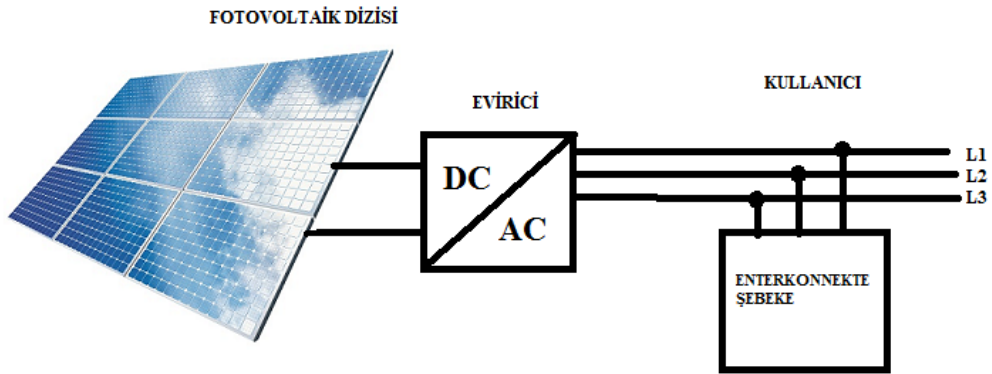 FOTOVOLTAİK DİZİSİ
EVİRİCİ
KULLANICI
DC
AC
L1
L2
L3
ENTERKONNEKTE
ŞEBEKE